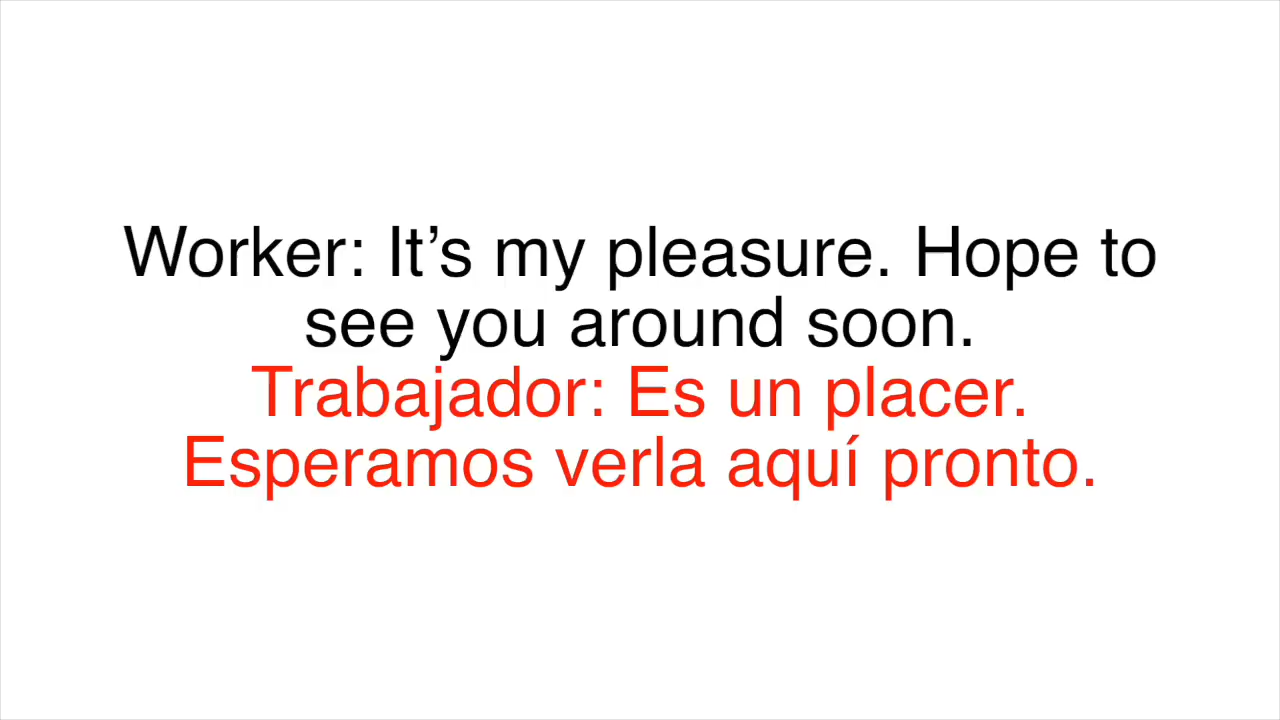 Worker: It’s my pleasure. Hope to
see you around soon.
Trabajador: Es un placer.
Esperamos verla aquí pronto.